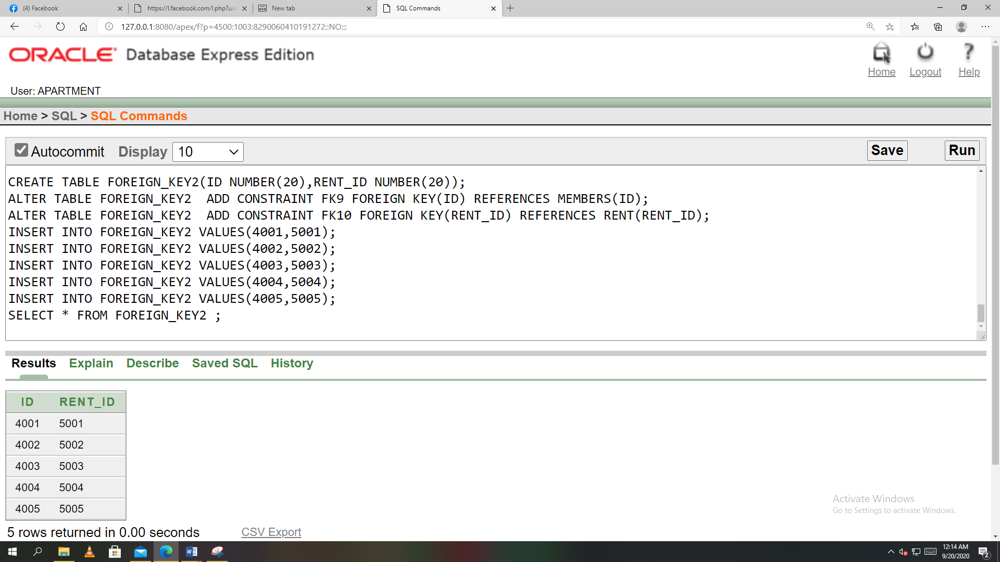 (4) Facebook
https://l.facebook.com/l.php?u=
New tab
SQL Commands
127.0.0.1:8080/apex/f?p=4500:1003:8290060410191272::NO:::
ORACLE Database Express Edition
Home
Logout
?
Help
User: APARTMENT
Home > SQL > SQL Commands
Autocommit Display 10
Save
Run
CREATE TABLE FOREIGN_KEY2(ID NUMBER(20),RENT_ID NUMBER(20));
ALTER TABLE FOREIGN_KEY2  ADD CONSTRAINT FK9 FOREIGN KEY(ID) REFERENCES MEMBERS(ID);
ALTER TABLE FOREIGN_KEY2  ADD CONSTRAINT FK10 FOREIGN KEY(RENT_ID) REFERENCES RENT(RENT_ID);
INSERT INTO FOREIGN_KEY2 VALUES(4001,5001);
INSERT INTO FOREIGN_KEY2 VALUES(4002,5002);
INSERT INTO FOREIGN_KEY2 VALUES(4003,5003);
INSERT INTO FOREIGN_KEY2 VALUES(4004,5004);
INSERT INTO FOREIGN_KEY2 VALUES(4005,5005);
SELECT * FROM FOREIGN_KEY2 ;
Results Explain Describe Saved SQL History
ID RENT_ID
4001 5001
4002 5002
4003 5003
4004 5004
4005 5005
5 rows returned in 0.00 seconds
CSV Export
Activate Windows
Go to Settings to activate Windows.
12:14 AM
9/20/2020
2